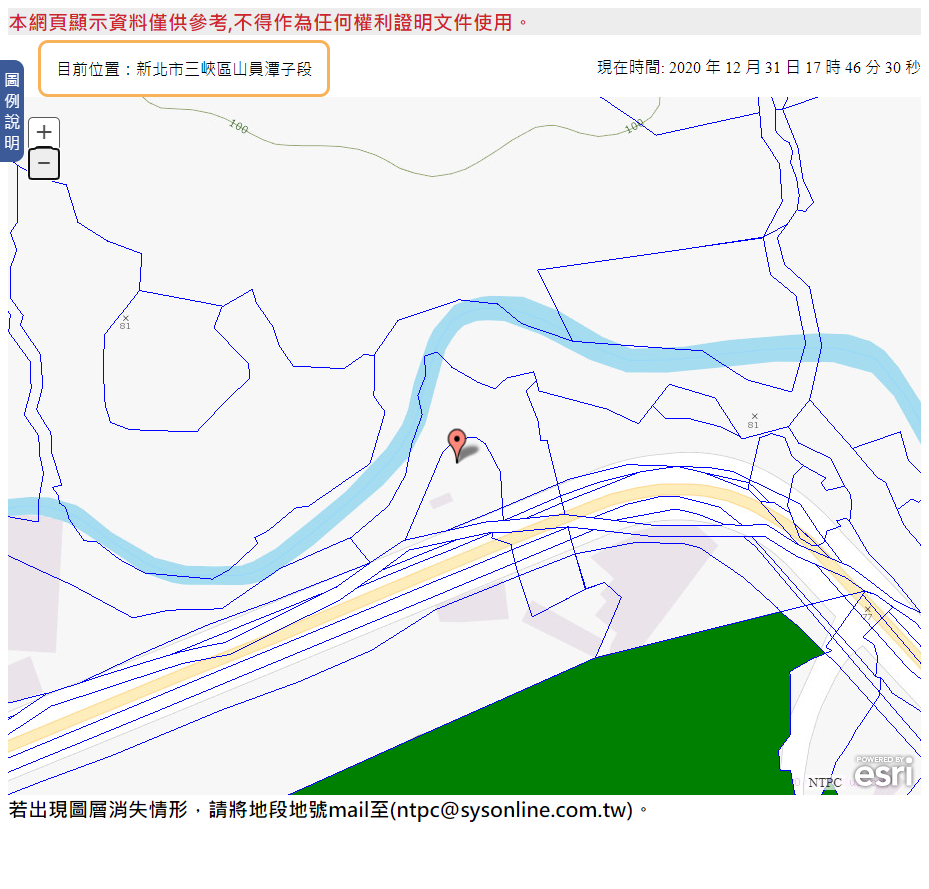 本網頁顯示資料僅供參考,不得作為任何權利證明文件使用。
目前位置：新北市三峽區山員潭子段
現在時間: 2020 年 12 月 31 日 17 時 46 分 30 秒
圖例說明
+
−
100
100
81
81
77
POWERED BY
esri
NTPC
若出現圖層消失情形，請將地段地號mail至(ntpc@sysonline.com.tw)。